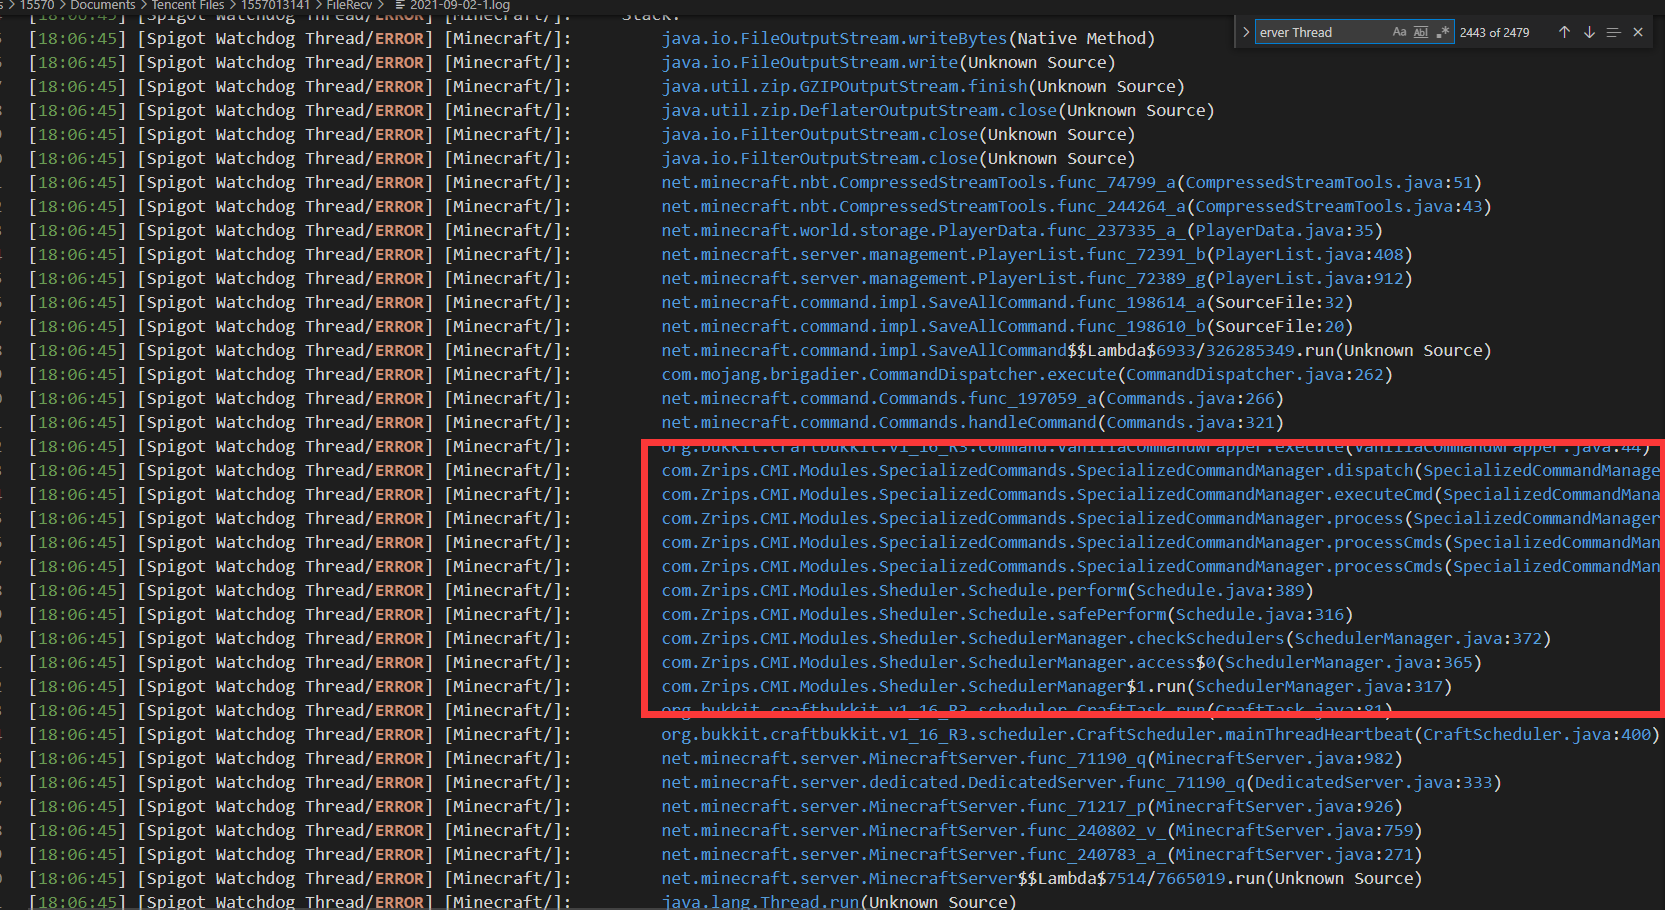 15570 > Documents > Tencent Files > 1557013141 > FileRecv > 2021-09-02-1.log
Stack:
erver Thread Aa Abl .* 2443 of 2479
[18:06:45] [Spigot Watchdog Thread/ERROR] [Minecraft/]: java.io.FileOutputStream.writeBytes(Native Method)
[18:06:45] [Spigot Watchdog Thread/ERROR] [Minecraft/]: java.io.FileOutputStream.write(Unknown Source)
[18:06:45] [Spigot Watchdog Thread/ERROR] [Minecraft/]: java.util.zip.GZIPOutputStream.finish(Unknown Source)
[18:06:45] [Spigot Watchdog Thread/ERROR] [Minecraft/]: java.util.zip.DeflaterOutputStream.close(Unknown Source)
[18:06:45] [Spigot Watchdog Thread/ERROR] [Minecraft/]: java.io.FilterOutputStream.close(Unknown Source)
[18:06:45] [Spigot Watchdog Thread/ERROR] [Minecraft/]: java.io.FilterOutputStream.close(Unknown Source)
[18:06:45] [Spigot Watchdog Thread/ERROR] [Minecraft/]: net.minecraft.nbt.CompressedStreamTools.func_74799_a(CompressedStreamTools.java:51)
[18:06:45] [Spigot Watchdog Thread/ERROR] [Minecraft/]: net.minecraft.nbt.CompressedStreamTools.func_244264_a(CompressedStreamTools.java:43)
[18:06:45] [Spigot Watchdog Thread/ERROR] [Minecraft/]: net.minecraft.world.storage.PlayerData.func_237335_a_(PlayerData.java:35)
[18:06:45] [Spigot Watchdog Thread/ERROR] [Minecraft/]: net.minecraft.server.management.PlayerList.func_72391_b(PlayerList.java:408)
[18:06:45] [Spigot Watchdog Thread/ERROR] [Minecraft/]: net.minecraft.server.management.PlayerList.func_72389_g(PlayerList.java:912)
[18:06:45] [Spigot Watchdog Thread/ERROR] [Minecraft/]: net.minecraft.command.impl.SaveAllCommand.func_198614_a(SourceFile:32)
[18:06:45] [Spigot Watchdog Thread/ERROR] [Minecraft/]: net.minecraft.command.impl.SaveAllCommand.func_198610_b(SourceFile:20)
[18:06:45] [Spigot Watchdog Thread/ERROR] [Minecraft/]: net.minecraft.command.impl.SaveAllCommand$$Lambda$6933/326285349.run(Unknown Source)
[18:06:45] [Spigot Watchdog Thread/ERROR] [Minecraft/]: com.mojang.brigadier.CommandDispatcher.execute(CommandDispatcher.java:262)
[18:06:45] [Spigot Watchdog Thread/ERROR] [Minecraft/]: net.minecraft.command.Commands.func_197059_a(Commands.java:266)
[18:06:45] [Spigot Watchdog Thread/ERROR] [Minecraft/]: net.minecraft.command.Commands.handleCommand(Commands.java:321)
[18:06:45] [Spigot Watchdog Thread/ERROR] [Minecraft/]: org.bukkit.craftbukkit.v1_16_R3.command.VanillaCommandWrapper.execute(VanillaCommandWrapper.java:44)
[18:06:45] [Spigot Watchdog Thread/ERROR] [Minecraft/]: com.Zrips.CMI.Modules.SpecializedCommands.SpecializedCommandManager.dispatch(SpecializedCommandManage
[18:06:45] [Spigot Watchdog Thread/ERROR] [Minecraft/]: com.Zrips.CMI.Modules.SpecializedCommands.SpecializedCommandManager.executeCmd(SpecializedCommandMana
[18:06:45] [Spigot Watchdog Thread/ERROR] [Minecraft/]: com.Zrips.CMI.Modules.SpecializedCommands.SpecializedCommandManager.process(SpecializedCommandManager
[18:06:45] [Spigot Watchdog Thread/ERROR] [Minecraft/]: com.Zrips.CMI.Modules.SpecializedCommands.SpecializedCommandManager.processCmds(SpecializedCommandMan
[18:06:45] [Spigot Watchdog Thread/ERROR] [Minecraft/]: com.Zrips.CMI.Modules.SpecializedCommands.SpecializedCommandManager.processCmds(SpecializedCommandMan
[18:06:45] [Spigot Watchdog Thread/ERROR] [Minecraft/]: com.Zrips.CMI.Modules.Sheduler.Schedule.perform(Schedule.java:389)
[18:06:45] [Spigot Watchdog Thread/ERROR] [Minecraft/]: com.Zrips.CMI.Modules.Sheduler.Schedule.safePerform(Schedule.java:316)
[18:06:45] [Spigot Watchdog Thread/ERROR] [Minecraft/]: com.Zrips.CMI.Modules.Sheduler.SchedulerManager.checkSchedulers(SchedulerManager.java:372)
[18:06:45] [Spigot Watchdog Thread/ERROR] [Minecraft/]: com.Zrips.CMI.Modules.Sheduler.SchedulerManager.access$0(SchedulerManager.java:365)
[18:06:45] [Spigot Watchdog Thread/ERROR] [Minecraft/]: com.Zrips.CMI.Modules.Sheduler.SchedulerManager$1.run(SchedulerManager.java:317)
[18:06:45] [Spigot Watchdog Thread/ERROR] [Minecraft/]: org.bukkit.craftbukkit.v1_16_R3.scheduler.CraftTask.run(CraftTask.java:81)
[18:06:45] [Spigot Watchdog Thread/ERROR] [Minecraft/]: org.bukkit.craftbukkit.v1_16_R3.scheduler.CraftScheduler.mainThreadHeartbeat(CraftScheduler.java:400)
[18:06:45] [Spigot Watchdog Thread/ERROR] [Minecraft/]: net.minecraft.server.MinecraftServer.func_71190_q(MinecraftServer.java:982)
[18:06:45] [Spigot Watchdog Thread/ERROR] [Minecraft/]: net.minecraft.server.dedicated.DedicatedServer.func_71190_q(DedicatedServer.java:333)
[18:06:45] [Spigot Watchdog Thread/ERROR] [Minecraft/]: net.minecraft.server.MinecraftServer.func_71217_p(MinecraftServer.java:926)
[18:06:45] [Spigot Watchdog Thread/ERROR] [Minecraft/]: net.minecraft.server.MinecraftServer.func_240802_v_(MinecraftServer.java:759)
[18:06:45] [Spigot Watchdog Thread/ERROR] [Minecraft/]: net.minecraft.server.MinecraftServer.func_240783_a_(MinecraftServer.java:271)
[18:06:45] [Spigot Watchdog Thread/ERROR] [Minecraft/]: net.minecraft.server.MinecraftServer$$Lambda$7514/7665019.run(Unknown Source)
[18:06:45] [Spigot Watchdog Thread/ERROR] [Minecraft/]: java.lang.Thread.run(Unknown Source)